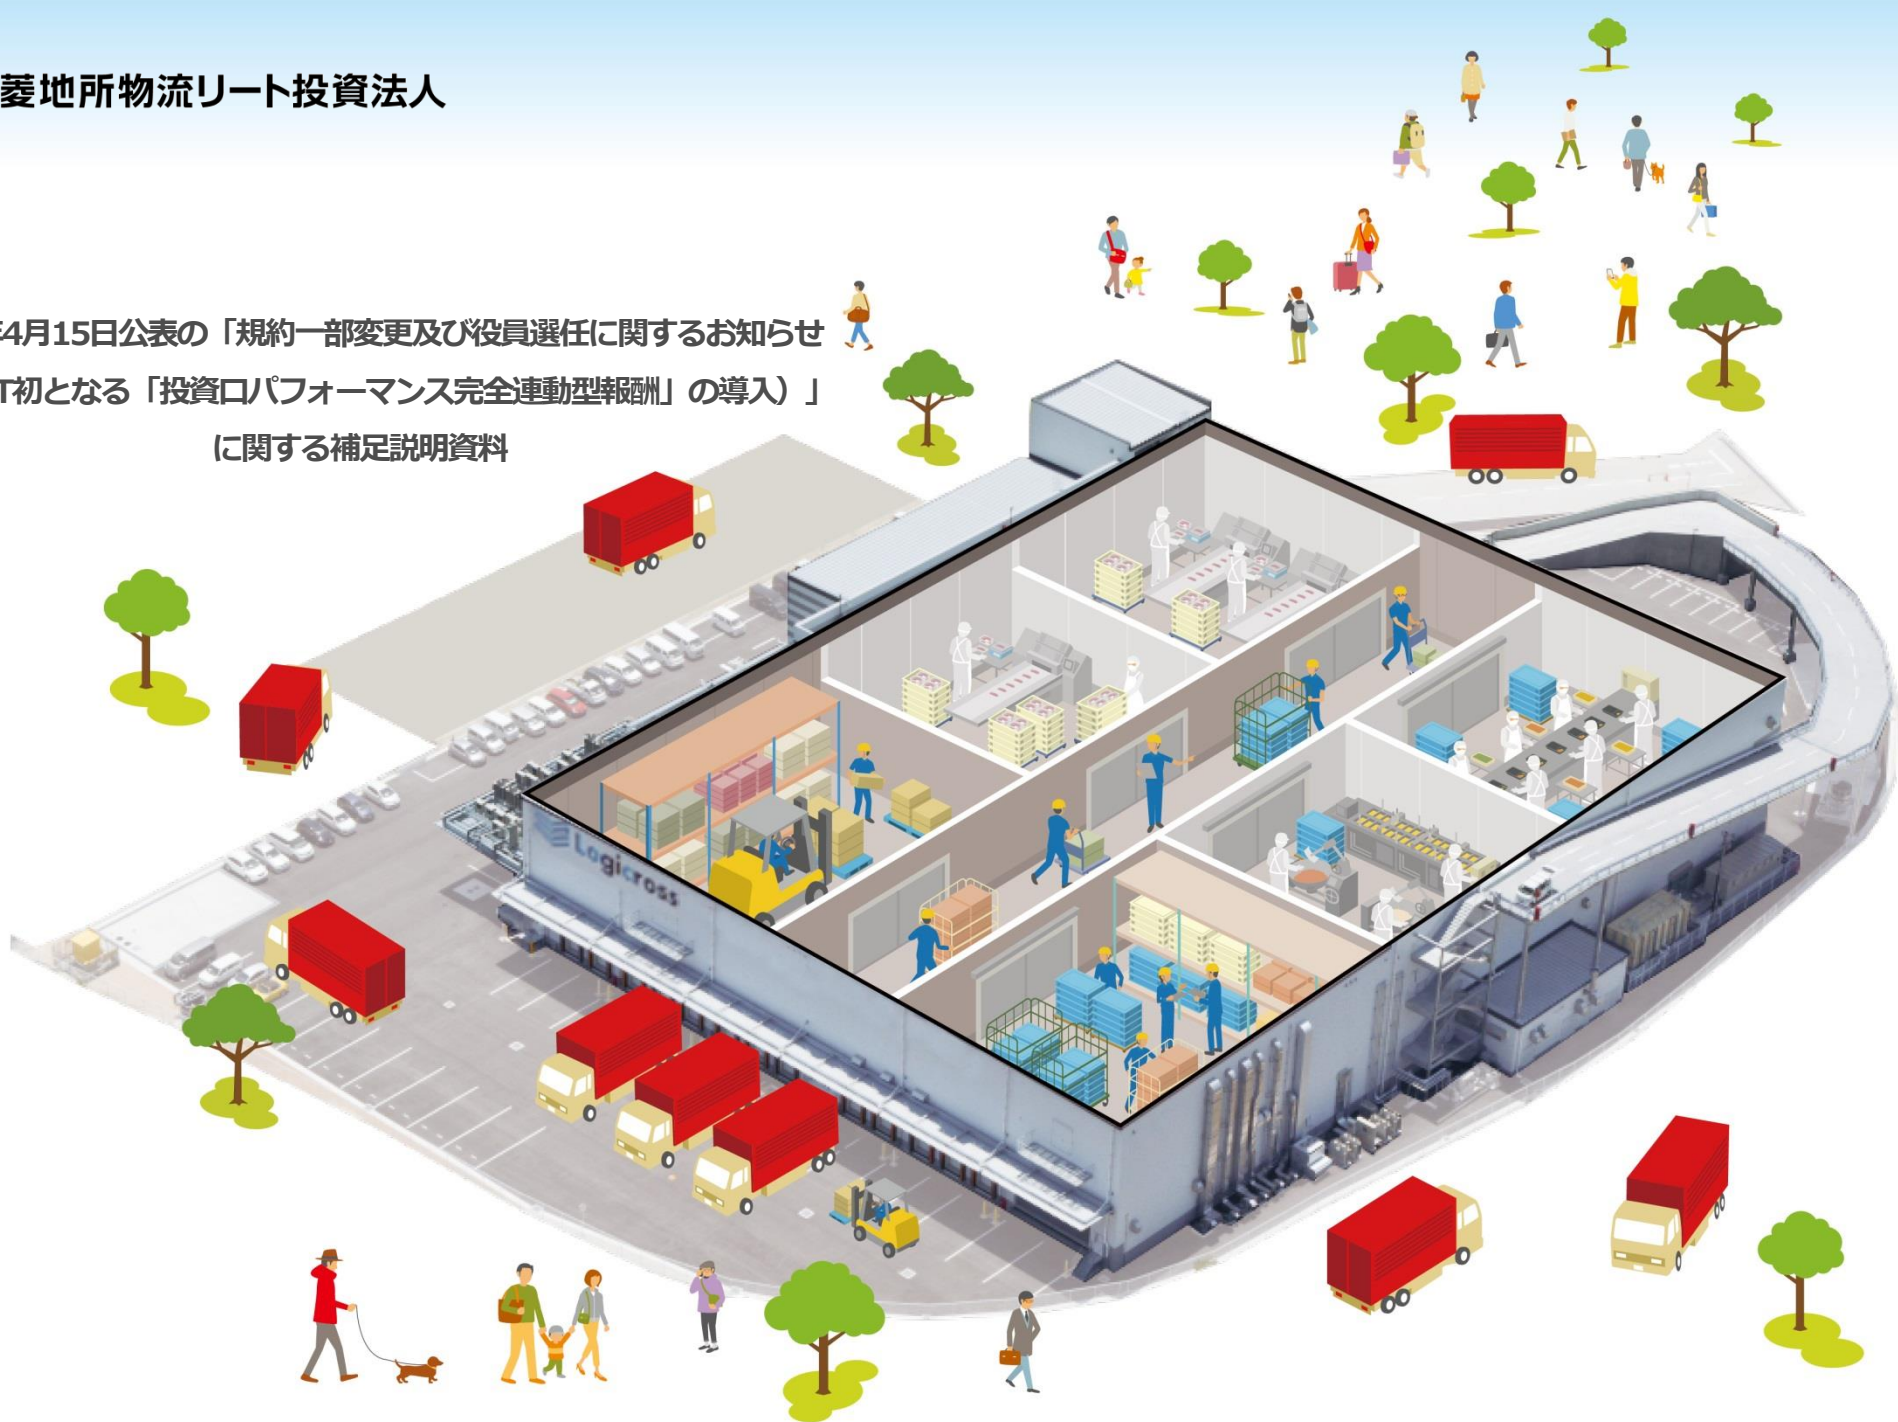 菱地所物流リート投資法人
年4月15日公表の「規約一部変更及び役員選任に関するお知らせ
T初となる「投資口パフォーマンス完全連動型報酬」の導入）」
に関する補足説明資料
Logicross